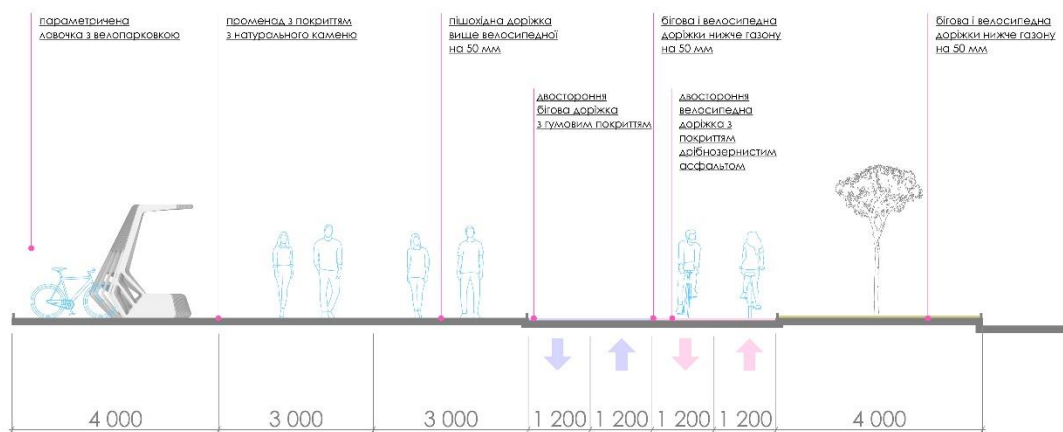 параметричена
лавочка з велопарковкою
променад з покриттям
з натурального каменю
пішохідна доріжка
вище велосипедної
на 50 мм
бігова і велосипедна
доріжки нижче газону
на 50 мм
бігова і велосипедна
доріжки нижче газону
на 50 мм
двостороння
бігова доріжка
з гумовим покриттям
двостороння
велосипедна
доріжка з
покриттям
дрібнозернистим
асфальтом
4 000
3 000
3 000
1 200
1 200
1 200
1 200
4 000